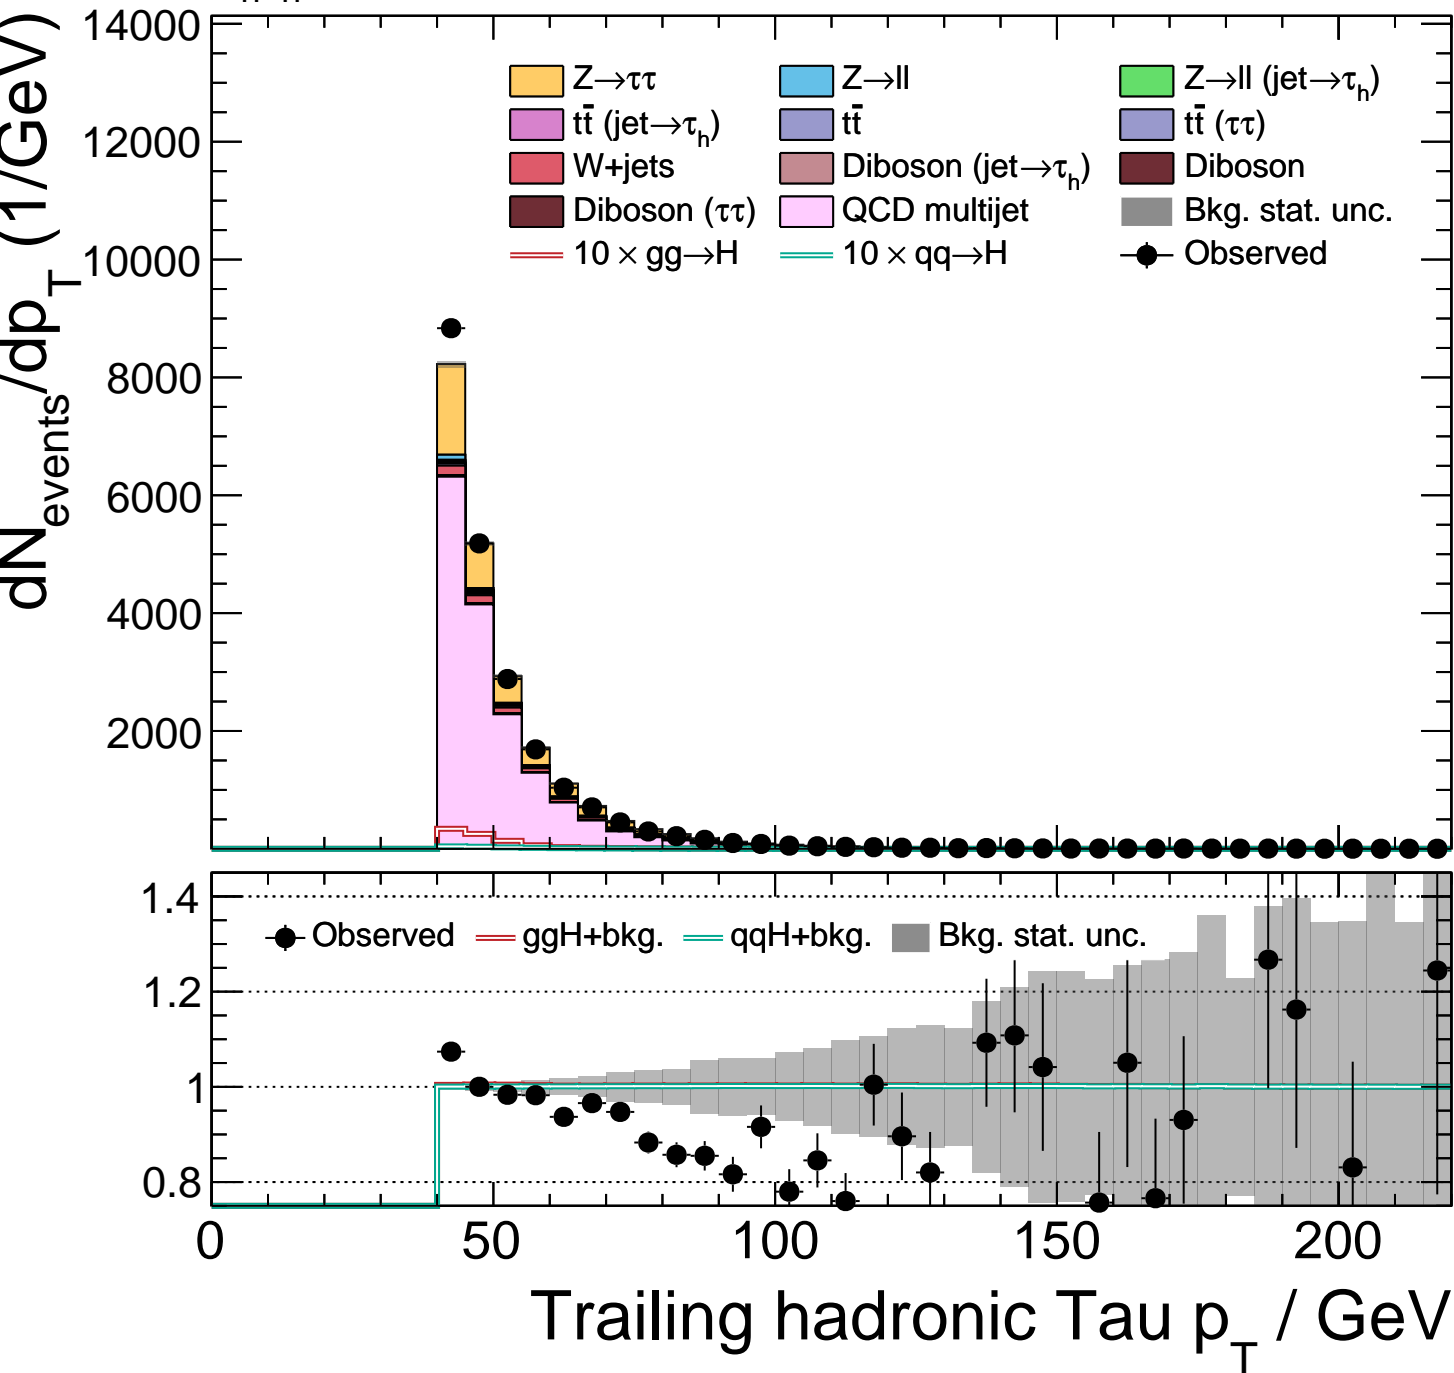 14000
12000
10000
8000
6000
4000
2000
dN_events/dp_T (1/GeV)
Z→ττ Z→ll Z→ll (jet→τ_h)
tt̄ (jet→τ_h) tt̄ tt̄ (ττ)
W+jets Diboson (jet→τ_h) Diboson
Diboson (ττ) QCD multijet Bkg. stat. unc.
10 × gg→H 10 × qq→H Observed
1.4
1.2
1
0.8
Observed ggH+bkg. qqH+bkg. Bkg. stat. unc.
0 50 100 150 200
Trailing hadronic Tau p_T / GeV